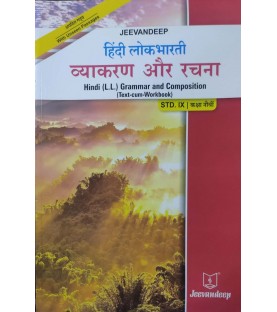 JEEVANDEEP
हिंदी लोकभारती
व्याकरण और रचना
Hindi (L.L.) Grammar and Composition
(Text-cum-Workbook)
STD. IX | कक्षा नौवीं
Jeevandeep